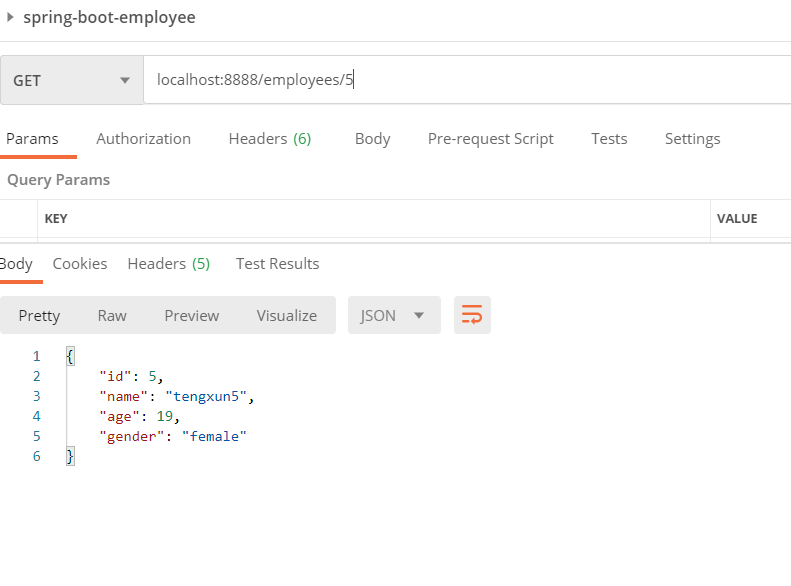 spring-boot-employee
GET localhost:8888/employees/5
Params Authorization Headers (6) Body Pre-request Script Tests Settings
Query Params
KEY VALUE
Body Cookies Headers (5) Test Results
Pretty Raw Preview Visualize JSON
1 {
2 "id": 5,
3 "name": "tengxun5",
4 "age": 19,
5 "gender": "female"
6 }